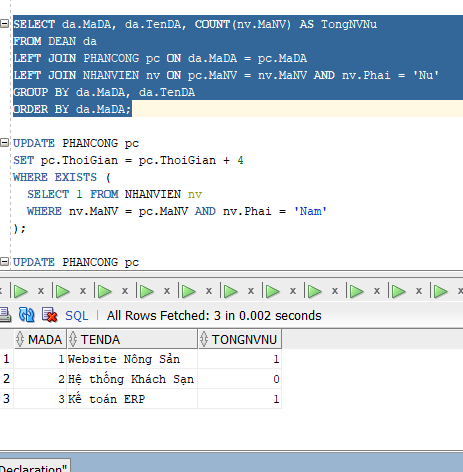 SELECT da.MaDA, da.TenDA, COUNT(nv.MaNV) AS TongNVNu
FROM DEAN da
LEFT JOIN PHANCONG pc ON da.MaDA = pc.MaDA
LEFT JOIN NHANVIEN nv ON pc.MaNV = nv.MaNV AND nv.Phai = 'Nu'
GROUP BY da.MaDA, da.TenDA
ORDER BY da.MaDA;
UPDATE PHANCONG pc
SET pc.ThoiGian = pc.ThoiGian + 4
WHERE EXISTS (
SELECT 1 FROM NHANVIEN nv
WHERE nv.MaNV = pc.MaNV AND nv.Phai = 'Nam'
);
UPDATE PHANCONG pc
SQL | All Rows Fetched: 3 in 0.002 seconds
MADA TENDA TONGNVNU
1 1 Website Nông Sản 1
2 2 Hệ thống Khách Sạn 0
3 3 Kế toán ERP 1
Declaration"